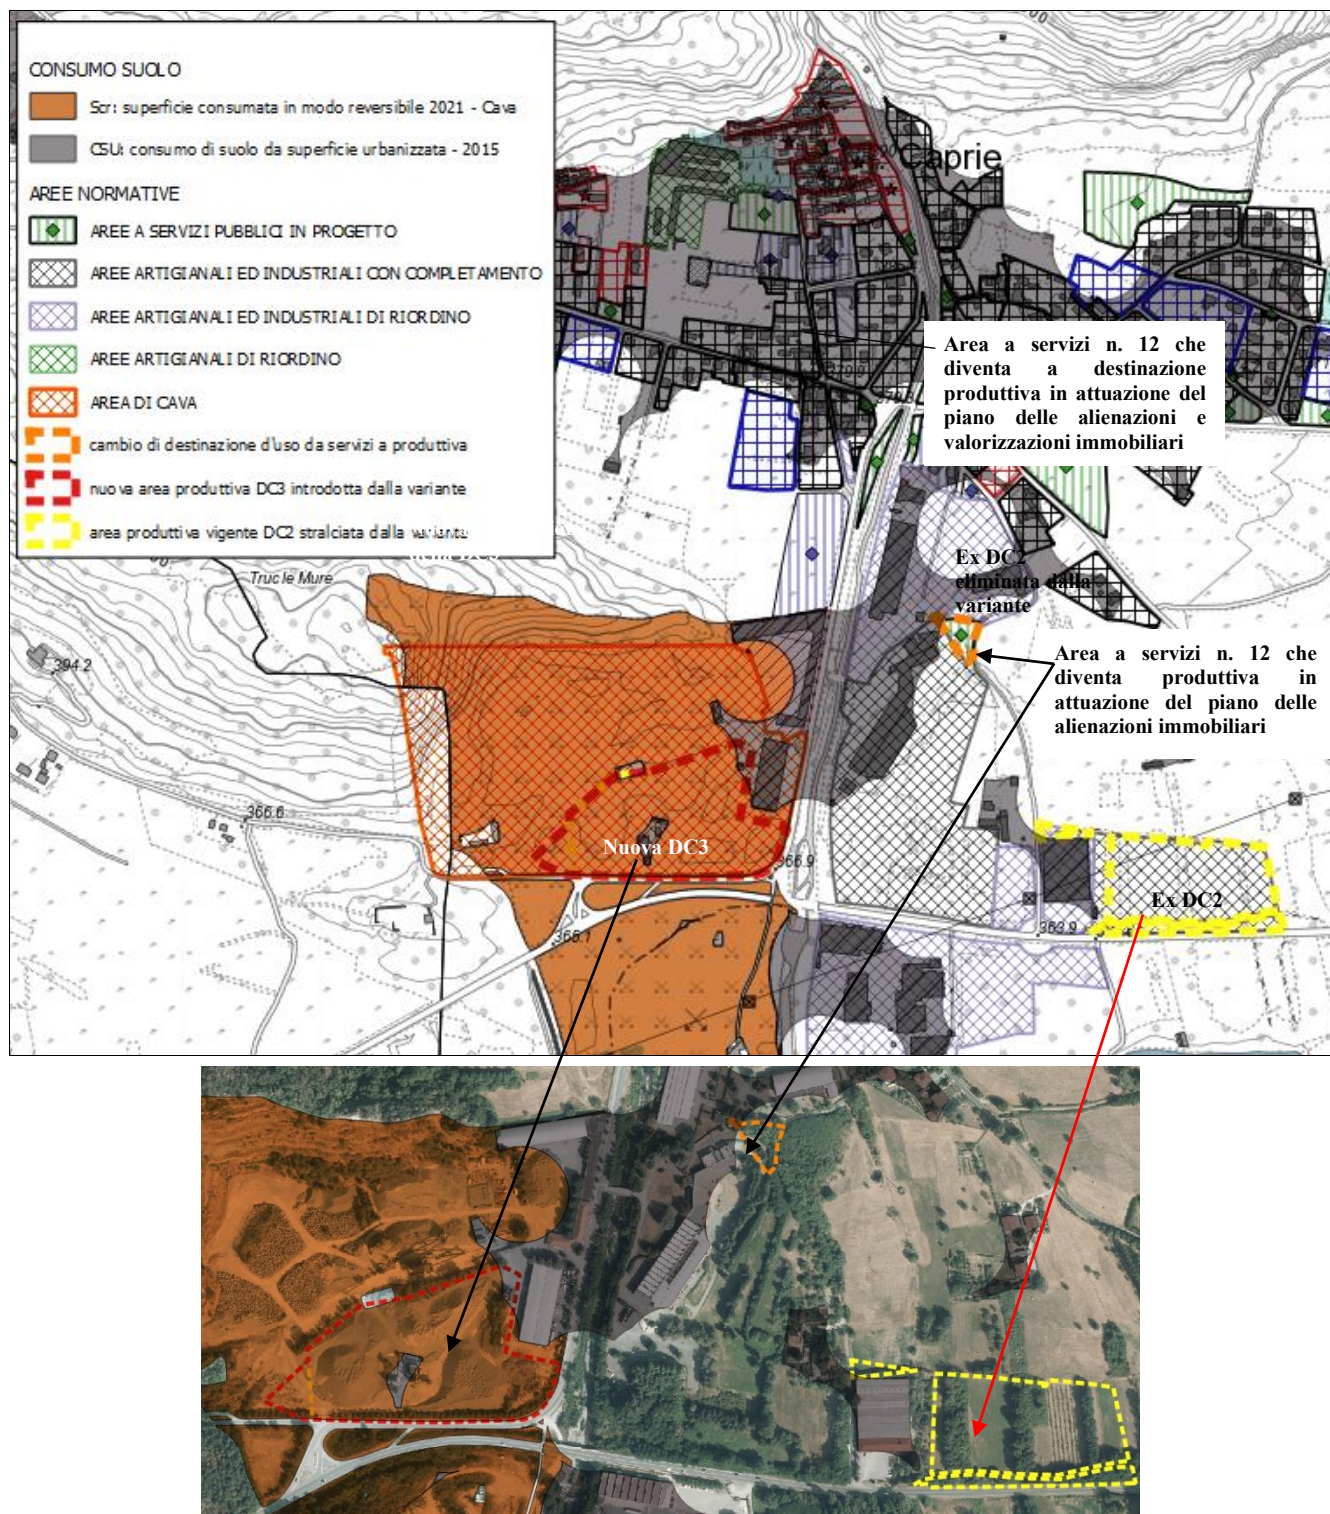 CONSUMO SUOLO
Scr: superficie consumata in modo reversibile 2021 - Cava
CSU: consumo di suolo da superficie urbanizzata - 2015
AREE NORMATIVE
AREE A SERVIZI PUBBLICI IN PROGETTO
AREE ARTIGIANALI ED INDUSTRIALI CON COMPLETAMENTO
AREE ARTIGIANALI ED INDUSTRIALI DI RIORDINO
AREE ARTIGIANALI DI RIORDINO
AREA DI CAVA
cambio di destinazione d'uso da servizi a produttiva
nuova area produttiva DC3 introdotta dalla variante
area produttiva vigente DC2 stralciata dalla variante
della DC3
Caprie
Area a servizi n. 12 che
diventa a destinazione
produttiva in attuazione del
piano delle alienazioni e
valorizzazioni immobiliari
379.9
Ex DC2
eliminata dalla
variante
Truc le Mure
Area a servizi n. 12 che
diventa produttiva in
attuazione del piano delle
alienazioni immobiliari
394.2
366.6
Nuova DC3
366.9
Ex DC2
365.1
363.9